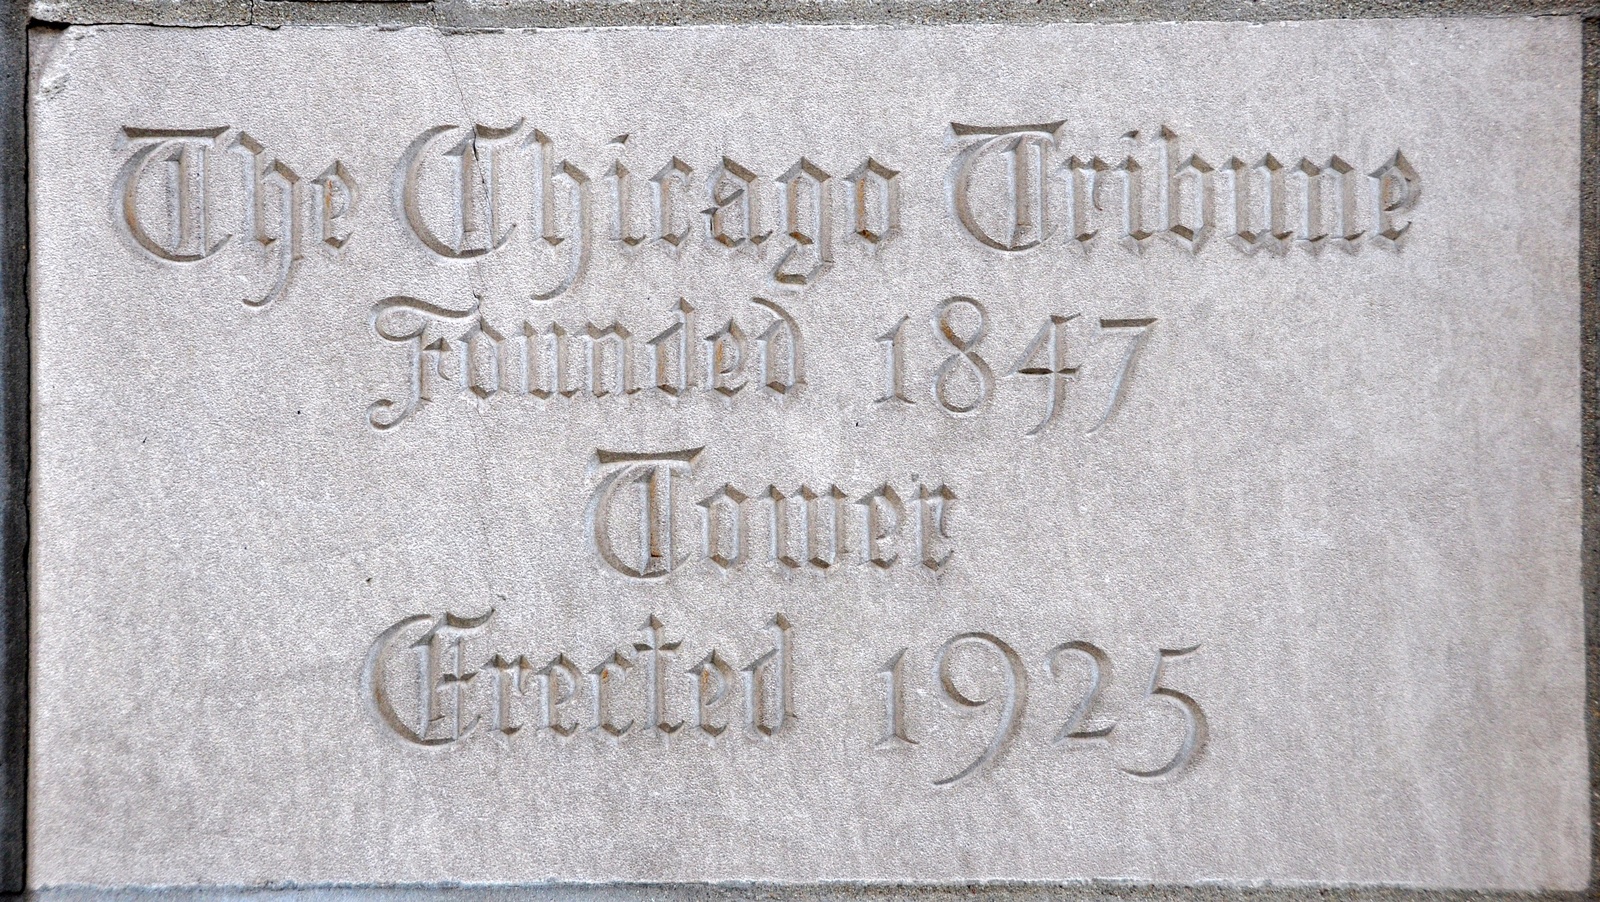 The Chicago Tribune
Founded 1847
Tower
Erected 1925